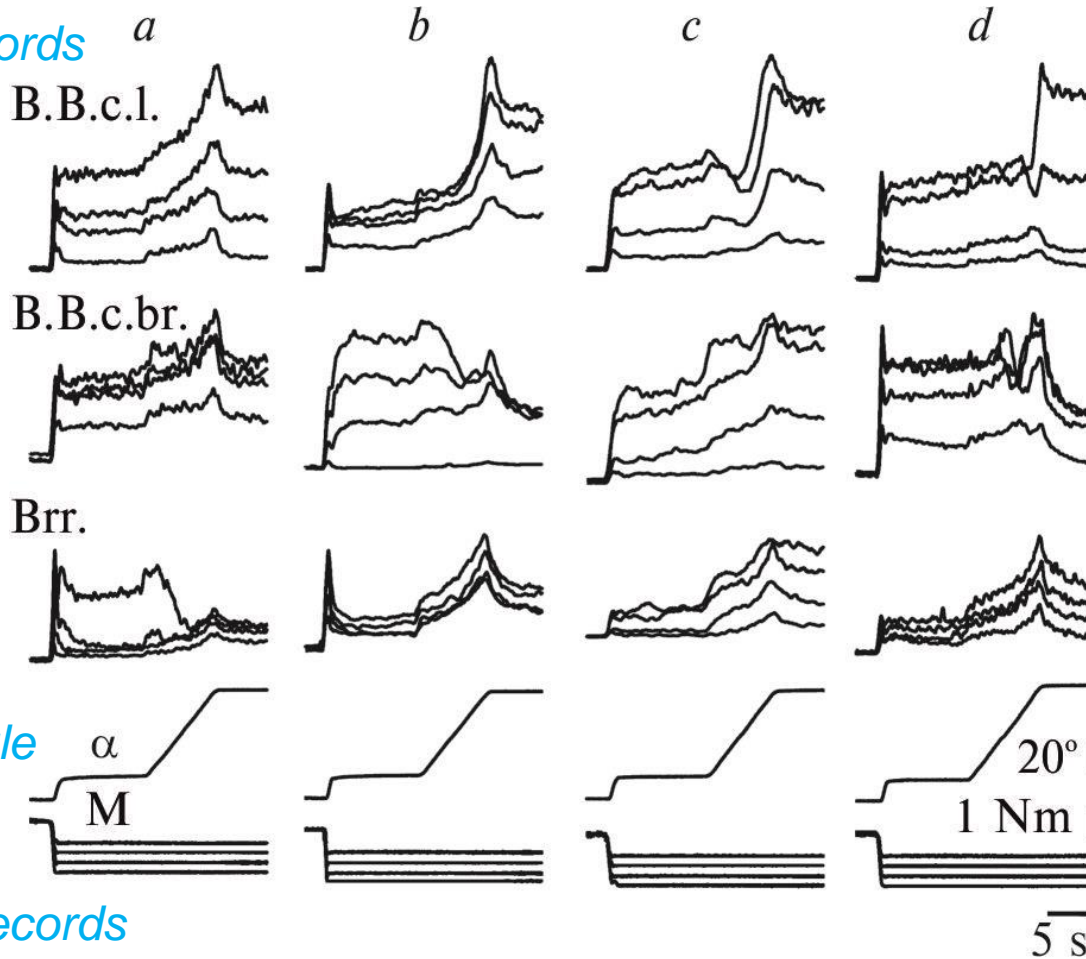 a b c d
ords
B.B.c.l.
B.B.c.br.
Brr.
le
α
20°
M
1 Nm
ecords
5 s